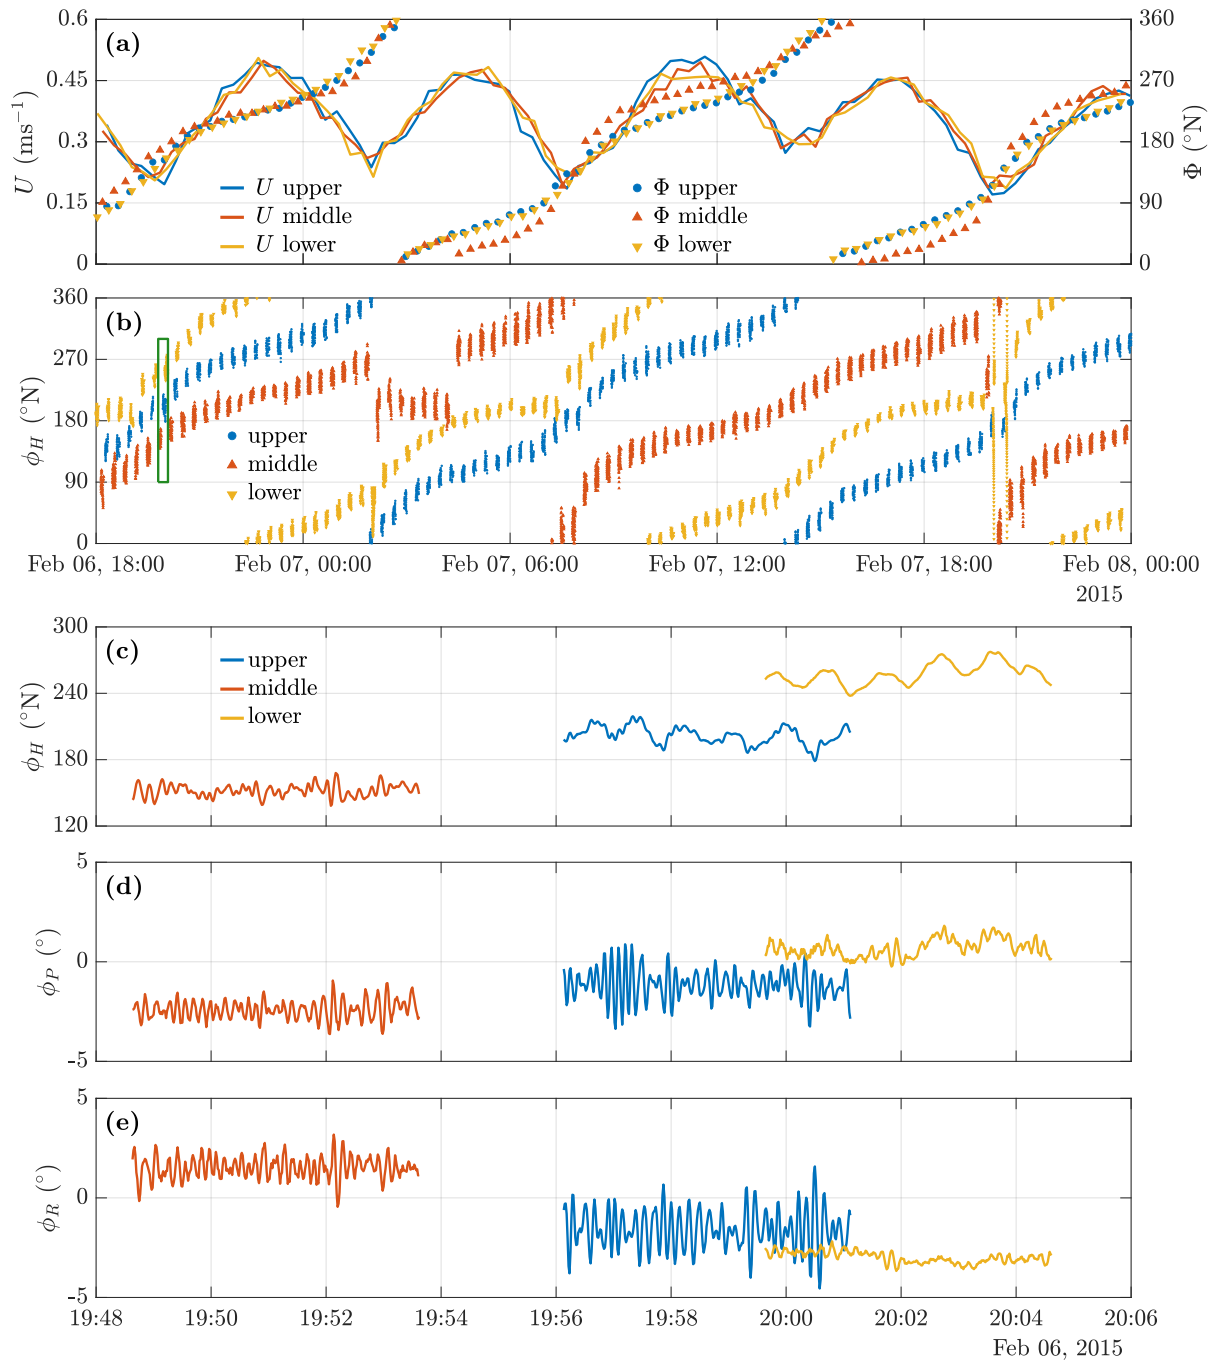 0.6
0.45
0.3
0.15
0
U (ms⁻¹)
(a)
U upper
U middle
U lower
Φ upper
Φ middle
Φ lower
360
270
180
90
0
Φ (°N)
360
270
180
90
0
ϕH (°N)
(b)
upper
middle
lower
Feb 06, 18:00 Feb 07, 00:00 Feb 07, 06:00 Feb 07, 12:00 Feb 07, 18:00 Feb 08, 00:00
2015
300
240
180
120
ϕH (°N)
(c)
upper
middle
lower
5
0
-5
ϕP (°)
(d)
5
0
-5
ϕR (°)
(e)
19:48 19:50 19:52 19:54 19:56 19:58 20:00 20:02 20:04 20:06
Feb 06, 2015